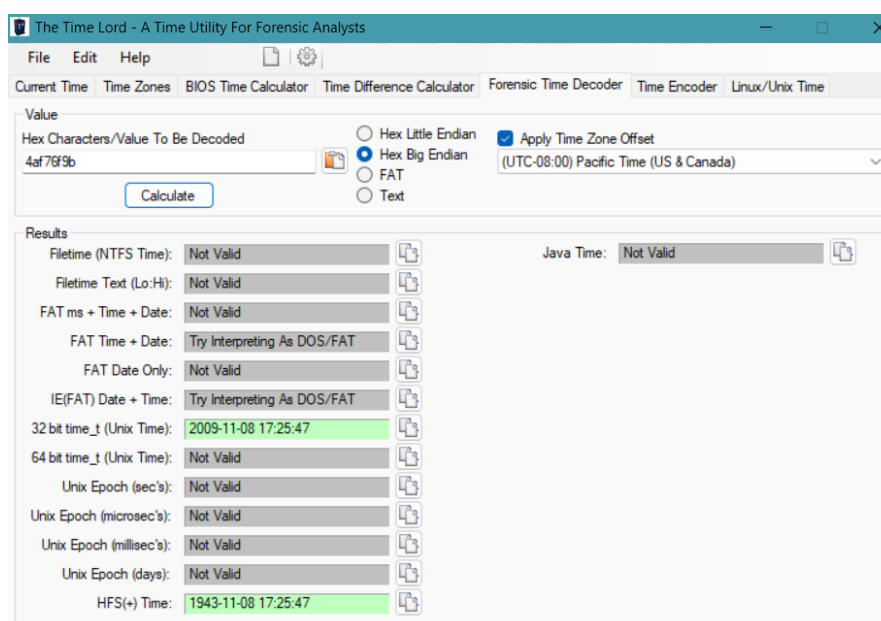 The Time Lord - A Time Utility For Forensic Analysts
File Edit Help
Current Time Time Zones BIOS Time Calculator Time Difference Calculator Forensic Time Decoder Time Encoder Linux/Unix Time
Value
Hex Characters/Value To Be Decoded
4af76f9b
Calculate
Hex Little Endian
Hex Big Endian
FAT
Text
Apply Time Zone Offset
(UTC-08:00) Pacific Time (US & Canada)
Results
Filetime (NTFS Time): Not Valid
Filetime Text (Lo:Hi): Not Valid
FAT ms + Time + Date: Not Valid
FAT Time + Date: Try Interpreting As DOS/FAT
FAT Date Only: Not Valid
IE(FAT) Date + Time: Try Interpreting As DOS/FAT
32 bit time_t (Unix Time): 2009-11-08 17:25:47
64 bit time_t (Unix Time): Not Valid
Unix Epoch (sec's): Not Valid
Unix Epoch (microsec's): Not Valid
Unix Epoch (millisec's): Not Valid
Unix Epoch (days): Not Valid
HFS(+) Time: 1943-11-08 17:25:47
Java Time: Not Valid